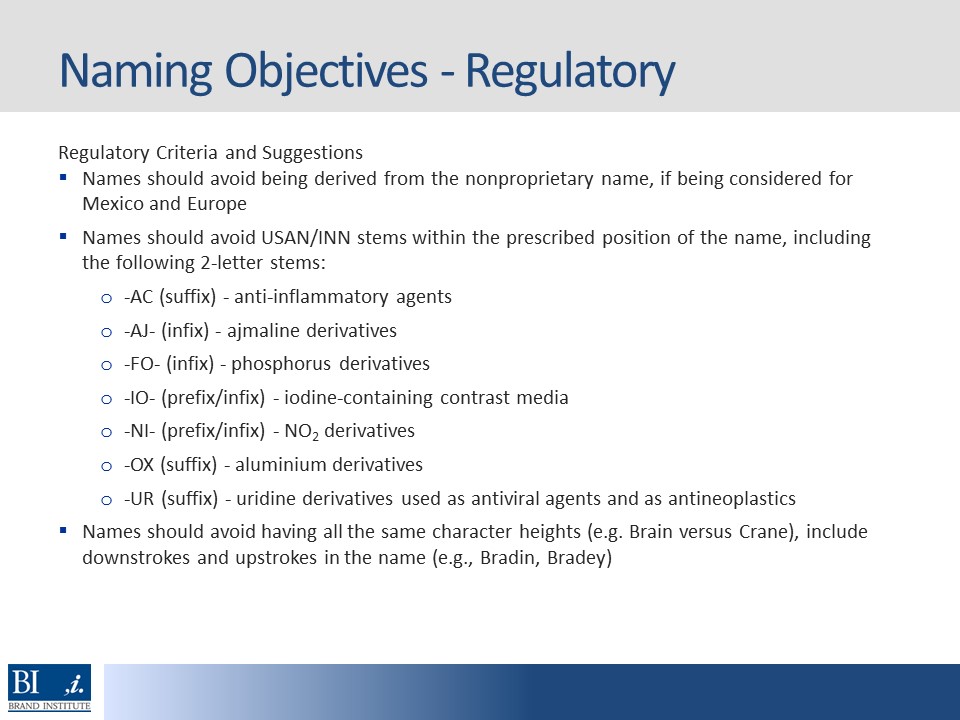 Naming Objectives - Regulatory
Regulatory Criteria and Suggestions
▪ Names should avoid being derived from the nonproprietary name, if being considered for
Mexico and Europe
▪ Names should avoid USAN/INN stems within the prescribed position of the name, including
the following 2-letter stems:
o -AC (suffix) - anti-inflammatory agents
o -AJ- (infix) - ajmaline derivatives
o -FO- (infix) - phosphorus derivatives
o -IO- (prefix/infix) - iodine-containing contrast media
o -NI- (prefix/infix) - NO₂ derivatives
o -OX (suffix) - aluminium derivatives
o -UR (suffix) - uridine derivatives used as antiviral agents and as antineoplastics
▪ Names should avoid having all the same character heights (e.g. Brain versus Crane), include
downstrokes and upstrokes in the name (e.g., Bradin, Bradey)
BI ,i.
BRAND INSTITUTE